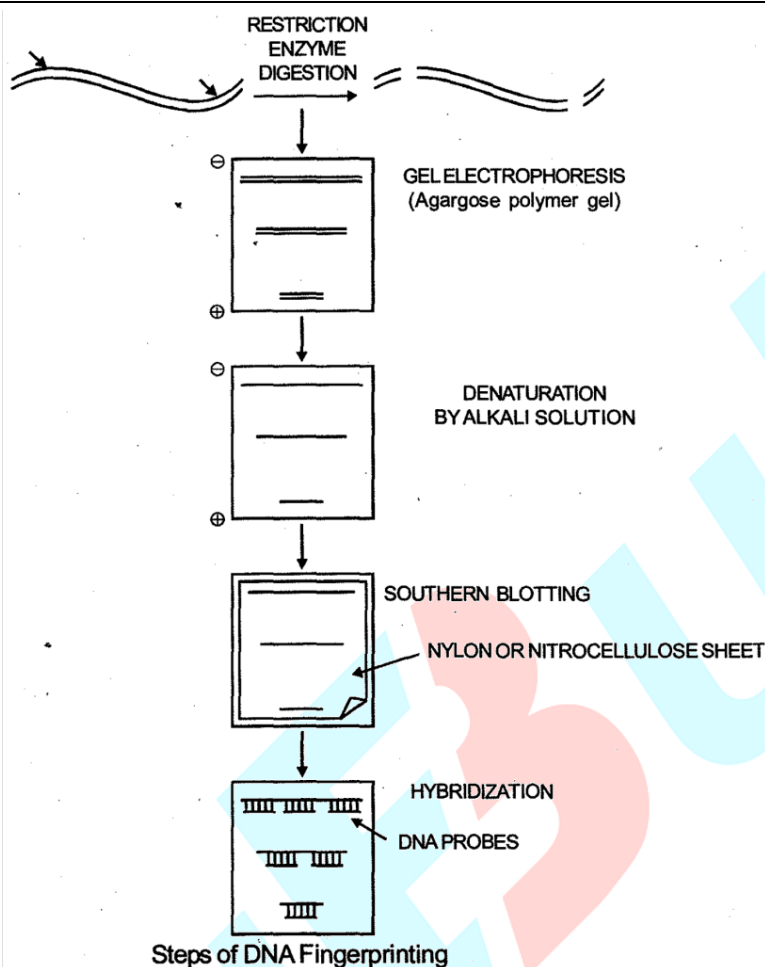 RESTRICTION
ENZYME
DIGESTION
⊖
GEL ELECTROPHORESIS
(Agargose polymer gel)
⊕
⊖
DENATURATION
BY ALKALI SOLUTION
⊕
SOUTHERN BLOTTING
NYLON OR NITROCELLULOSE SHEET
HYBRIDIZATION
DNA PROBES
Steps of DNA Fingerprinting